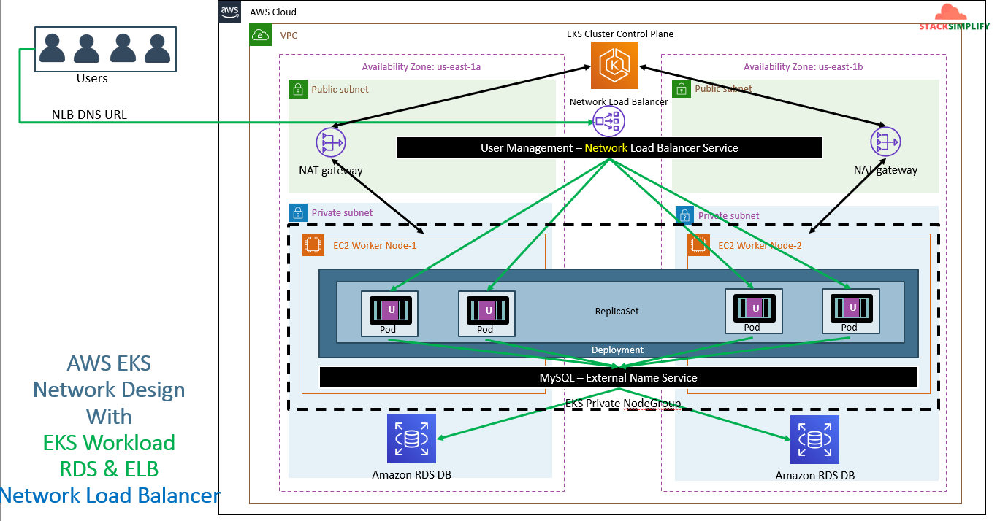 aws
AWS Cloud
STACKSIMPLIFY
VPC
EKS Cluster Control Plane
Users
Availability Zone: us-east-1a
Availability Zone: us-east-1b
Public subnet
Public subnet
K
Network Load Balancer
NLB DNS URL
User Management – Network Load Balancer Service
NAT gateway
NAT gateway
Private subnet
Private subnet
EC2 Worker Node-1
EC2 Worker Node-2
U
Pod
U
Pod
ReplicaSet
U
Pod
U
Pod
Deployment
MySQL – External Name Service
EKS Private NodeGroup
Amazon RDS DB
Amazon RDS DB
AWS EKS
Network Design
With
EKS Workload
RDS & ELB
Network Load Balancer